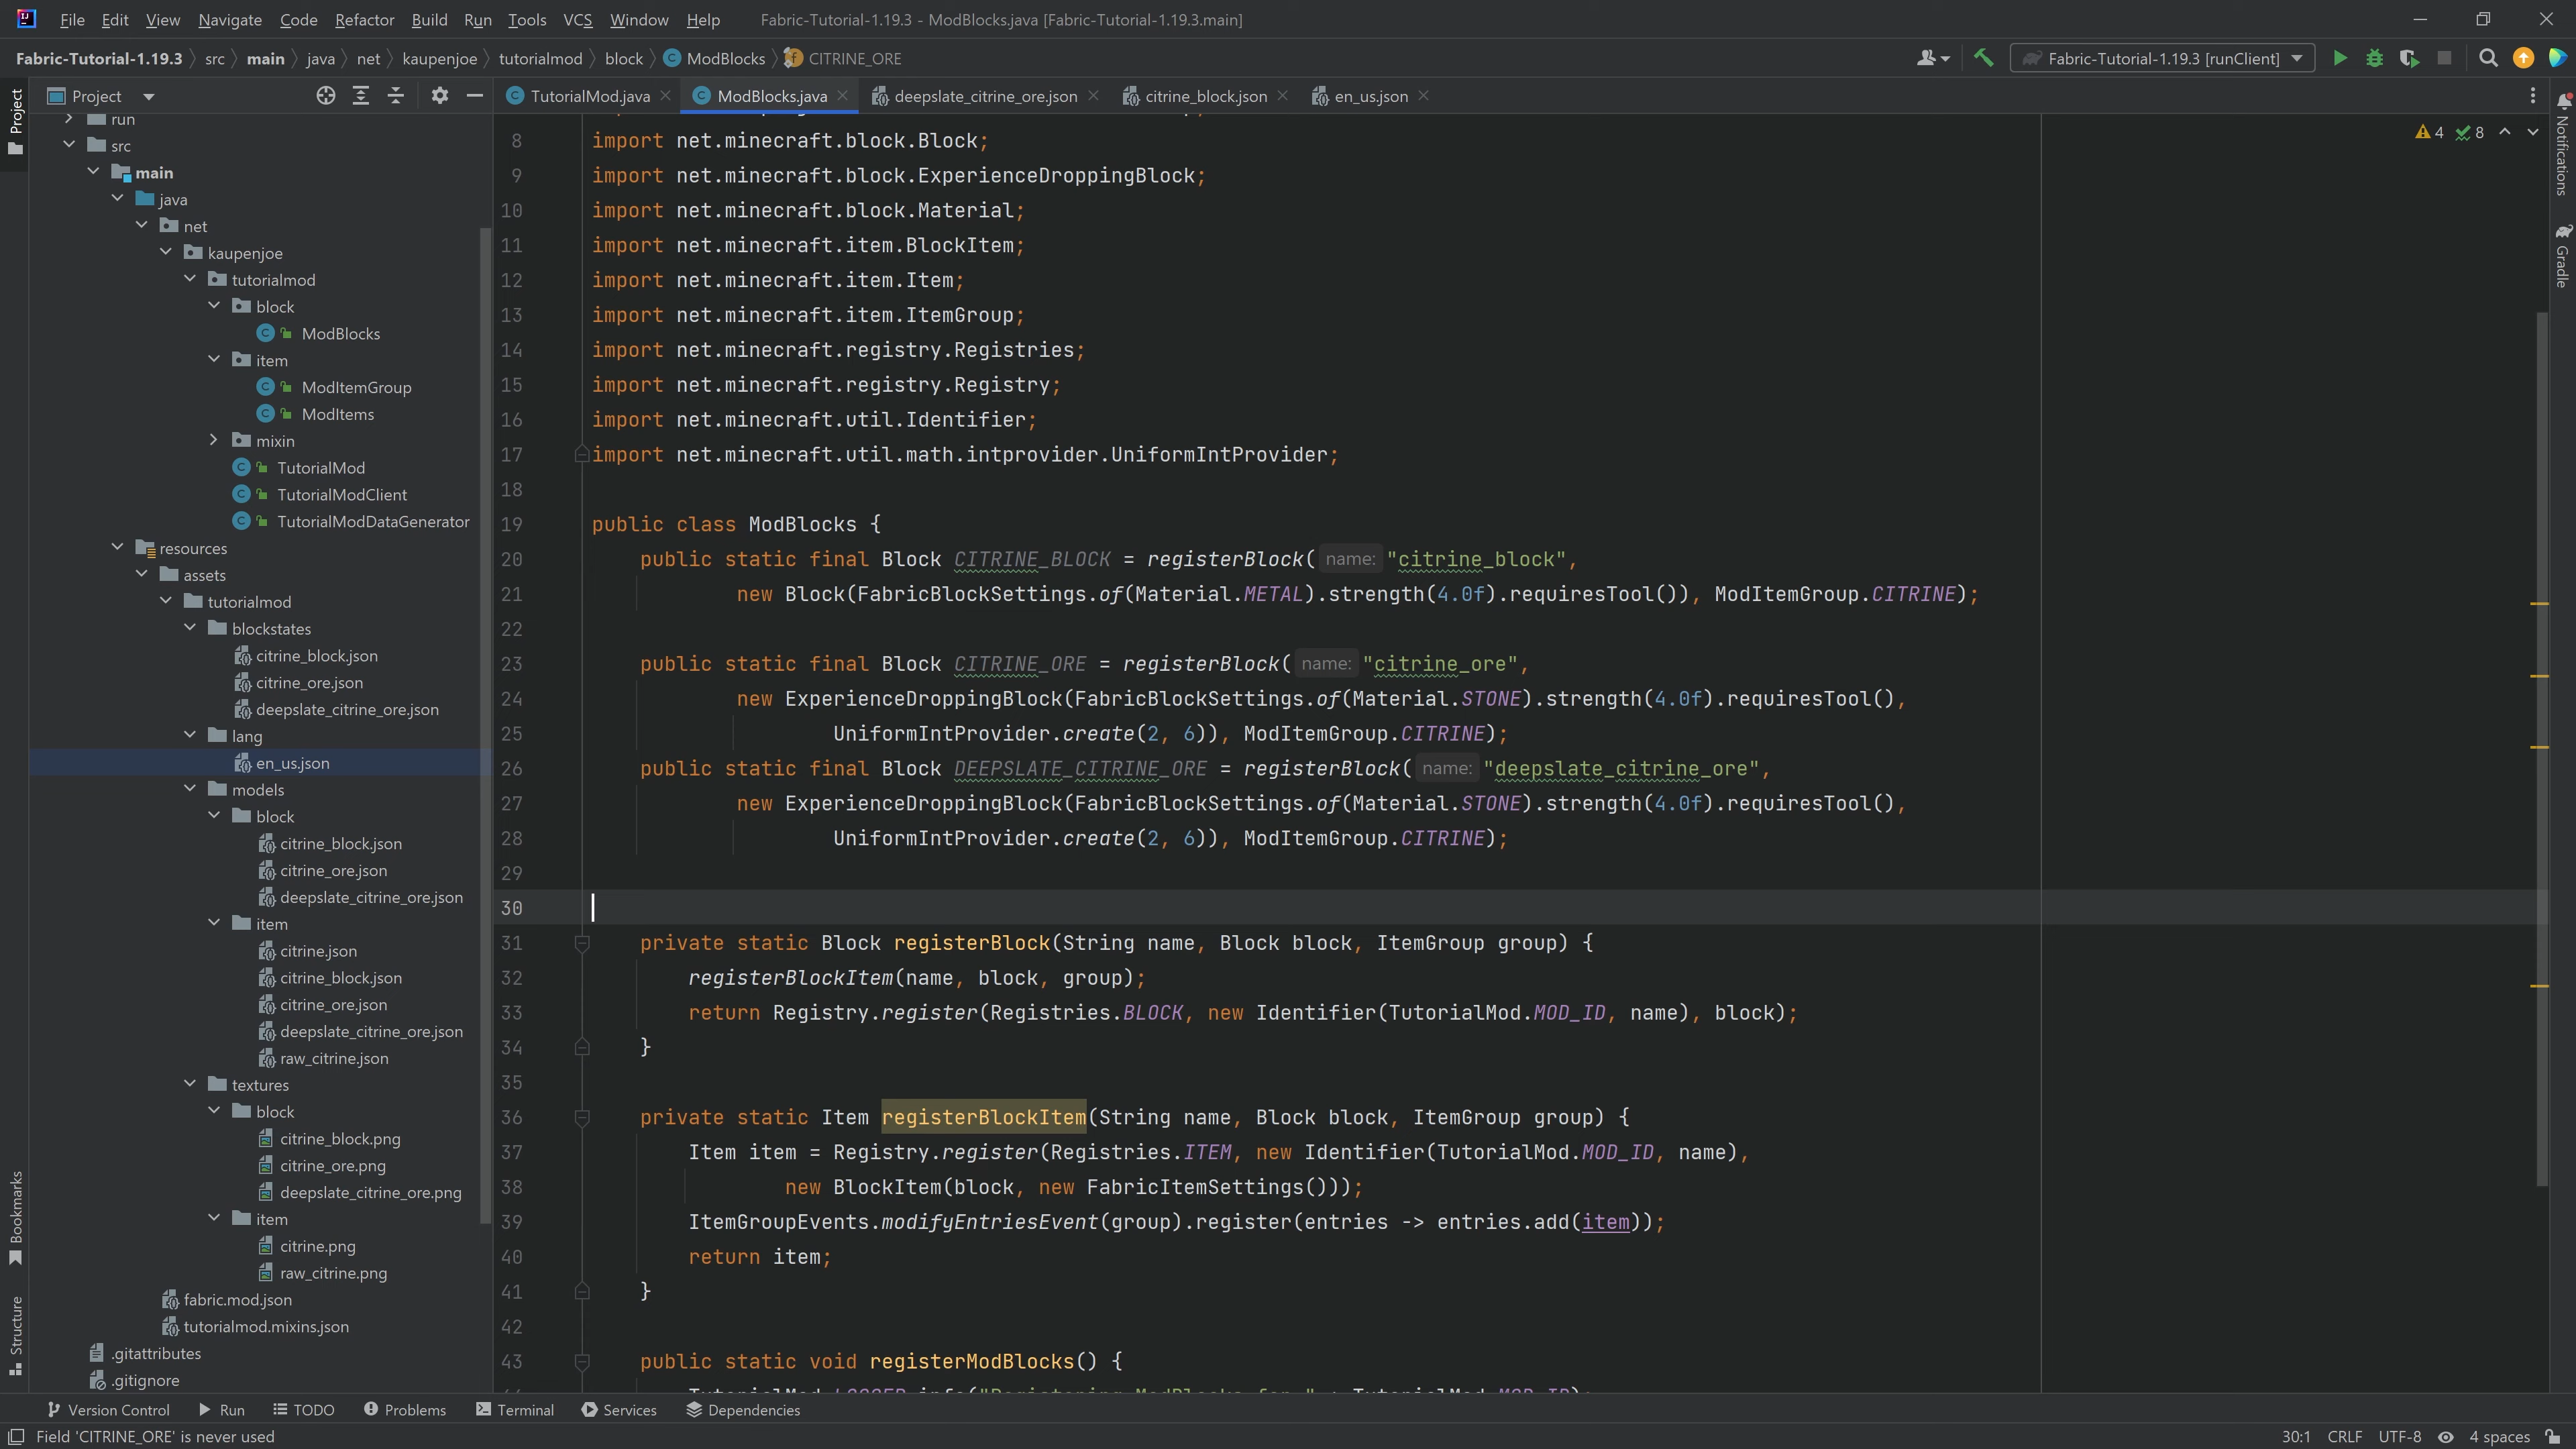 File Edit View Navigate Code Refactor Build Run Tools VCS Window Help Fabric-Tutorial-1.19.3 - ModBlocks.java [Fabric-Tutorial-1.19.3.main]
Fabric-Tutorial-1.19.3 src main java net kaupenjoe tutorialmod block ModBlocks CITRINE_ORE Fabric-Tutorial-1.19.3 [runClient]
Project
TutorialMod.java ModBlocks.java deepslate_citrine_ore.json citrine_block.json en_us.json
4 8
Project
Bookmarks
Structure
Notifications
Gradle
run
src
main
java
net
kaupenjoe
tutorialmod
block
ModBlocks
item
ModItemGroup
ModItems
mixin
TutorialMod
TutorialModClient
TutorialModDataGenerator
resources
assets
tutorialmod
blockstates
citrine_block.json
citrine_ore.json
deepslate_citrine_ore.json
lang
en_us.json
models
block
citrine_block.json
citrine_ore.json
deepslate_citrine_ore.json
item
citrine.json
citrine_block.json
citrine_ore.json
deepslate_citrine_ore.json
raw_citrine.json
textures
block
citrine_block.png
citrine_ore.png
deepslate_citrine_ore.png
item
citrine.png
raw_citrine.png
fabric.mod.json
tutorialmod.mixins.json
.gitattributes
.gitignore
8 import net.minecraft.block.Block;
9 import net.minecraft.block.ExperienceDroppingBlock;
10 import net.minecraft.block.Material;
11 import net.minecraft.item.BlockItem;
12 import net.minecraft.item.Item;
13 import net.minecraft.item.ItemGroup;
14 import net.minecraft.registry.Registries;
15 import net.minecraft.registry.Registry;
16 import net.minecraft.util.Identifier;
17 import net.minecraft.util.math.intprovider.UniformIntProvider;
18
19 public class ModBlocks {
20 public static final Block CITRINE_BLOCK = registerBlock( name: "citrine_block",
21 new Block(FabricBlockSettings.of(Material.METAL).strength(4.0f).requiresTool()), ModItemGroup.CITRINE);
22
23 public static final Block CITRINE_ORE = registerBlock( name: "citrine_ore",
24 new ExperienceDroppingBlock(FabricBlockSettings.of(Material.STONE).strength(4.0f).requiresTool(),
25 UniformIntProvider.create(2, 6)), ModItemGroup.CITRINE);
26 public static final Block DEEPSLATE_CITRINE_ORE = registerBlock( name: "deepslate_citrine_ore",
27 new ExperienceDroppingBlock(FabricBlockSettings.of(Material.STONE).strength(4.0f).requiresTool(),
28 UniformIntProvider.create(2, 6)), ModItemGroup.CITRINE);
29
30
31 private static Block registerBlock(String name, Block block, ItemGroup group) {
32 registerBlockItem(name, block, group);
33 return Registry.register(Registries.BLOCK, new Identifier(TutorialMod.MOD_ID, name), block);
34 }
35
36 private static Item registerBlockItem(String name, Block block, ItemGroup group) {
37 Item item = Registry.register(Registries.ITEM, new Identifier(TutorialMod.MOD_ID, name),
38 new BlockItem(block, new FabricItemSettings()));
39 ItemGroupEvents.modifyEntriesEvent(group).register(entries -> entries.add(item));
40 return item;
41 }
42
43 public static void registerModBlocks() {
Version Control Run TODO Problems Terminal Services Dependencies
Field 'CITRINE_ORE' is never used 30:1 CRLF UTF-8 4 spaces